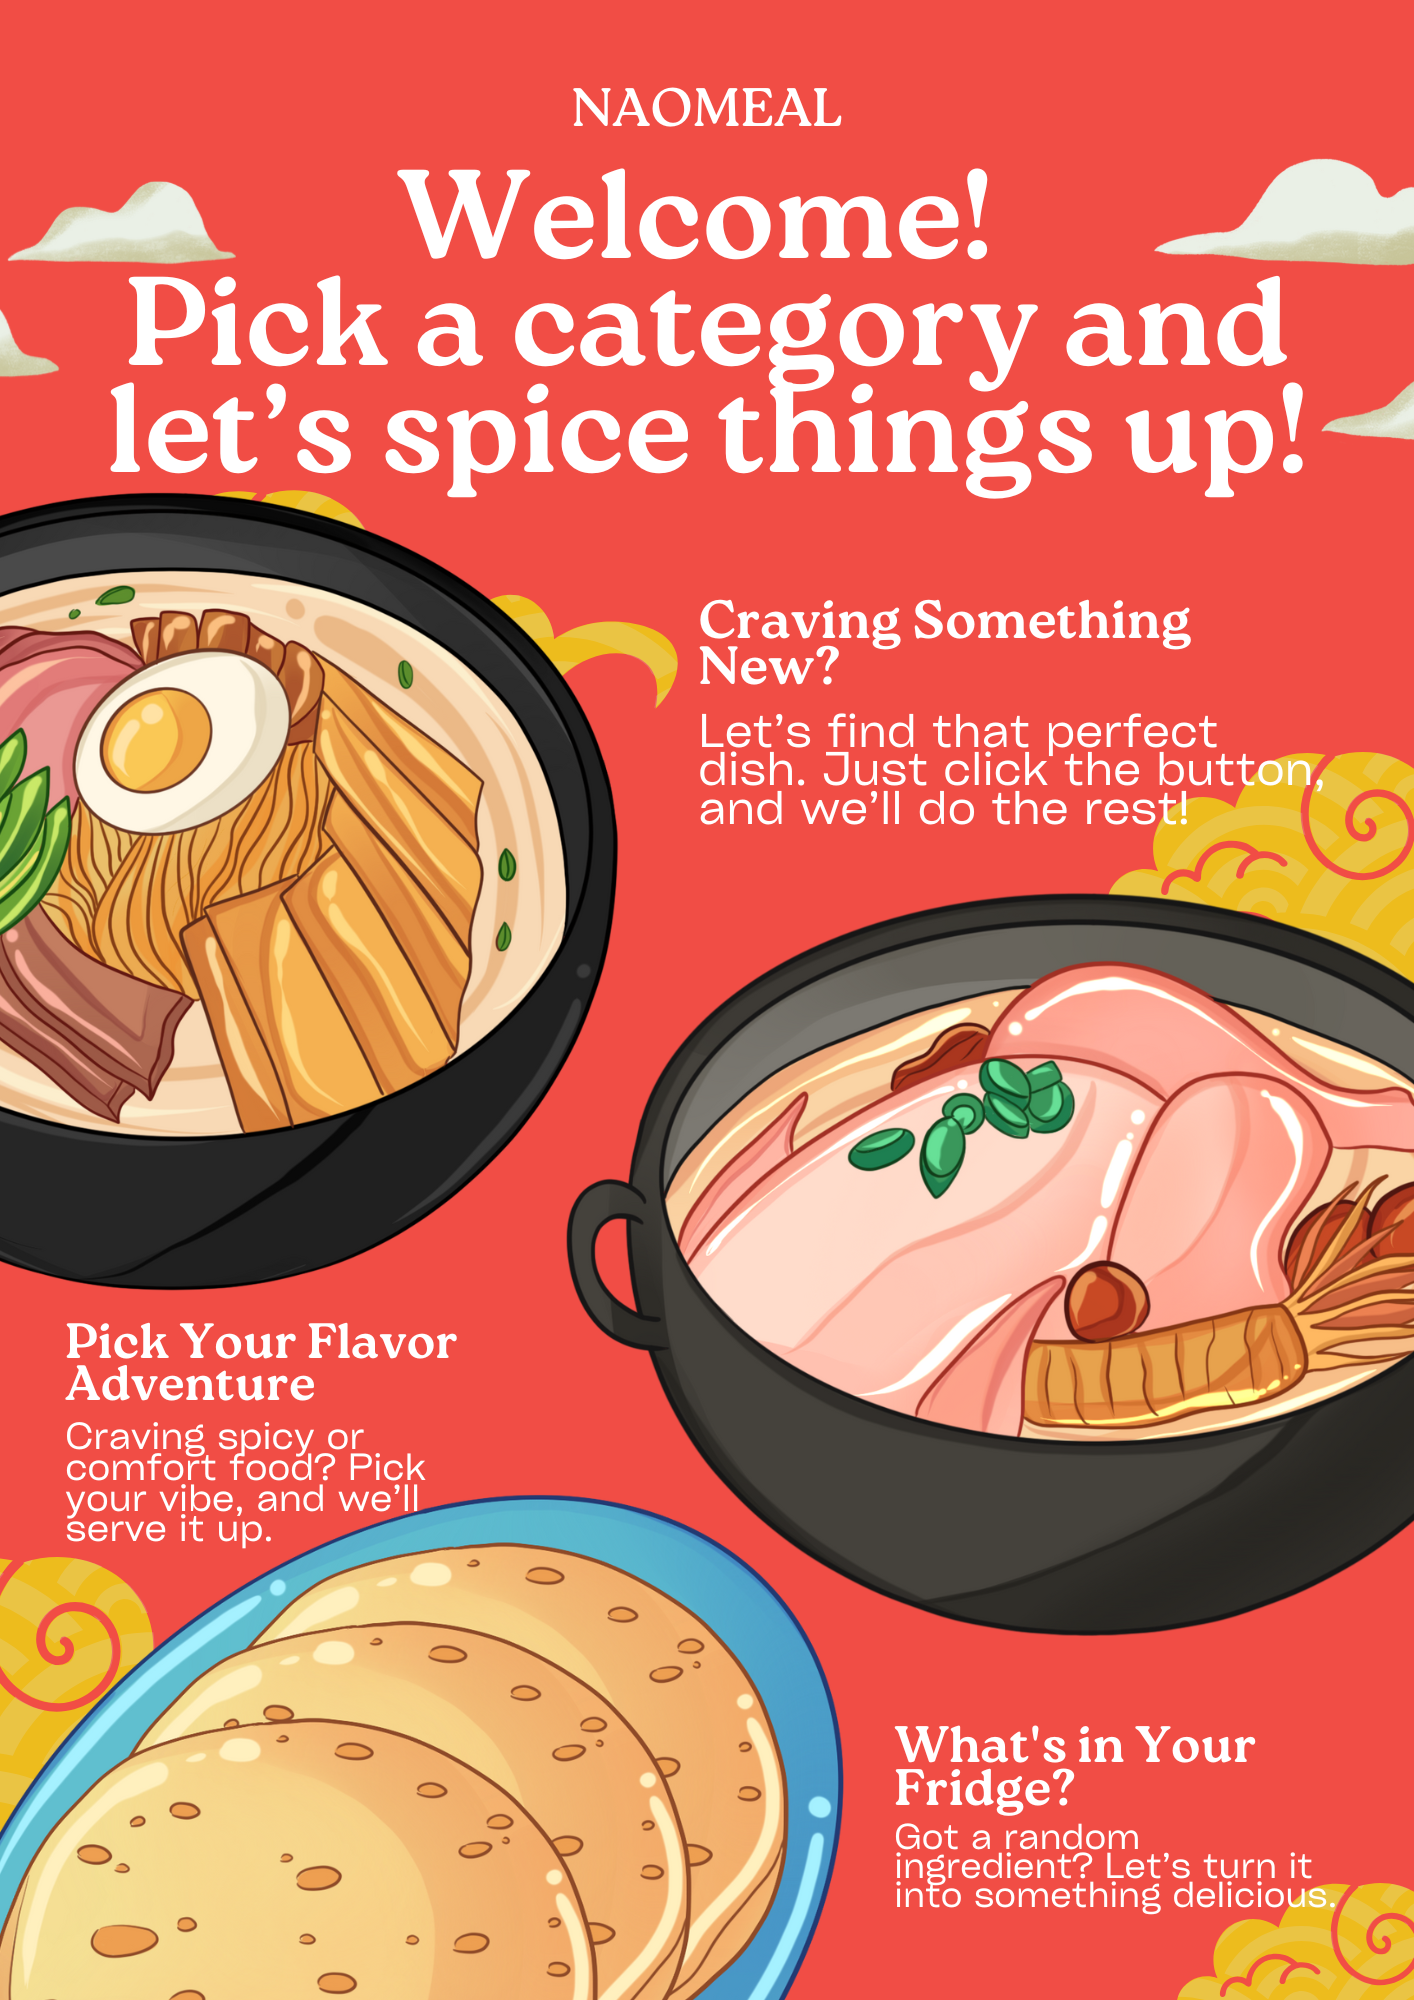 NAOMEAL
Welcome!
Pick a category and
let’s spice things up!
Craving Something
New?
Let’s find that perfect
dish. Just click the button,
and we’ll do the rest!
Pick Your Flavor
Adventure
Craving spicy or
comfort food? Pick
your vibe, and we’ll
serve it up.
What's in Your
Fridge?
Got a random
ingredient? Let’s turn it
into something delicious.